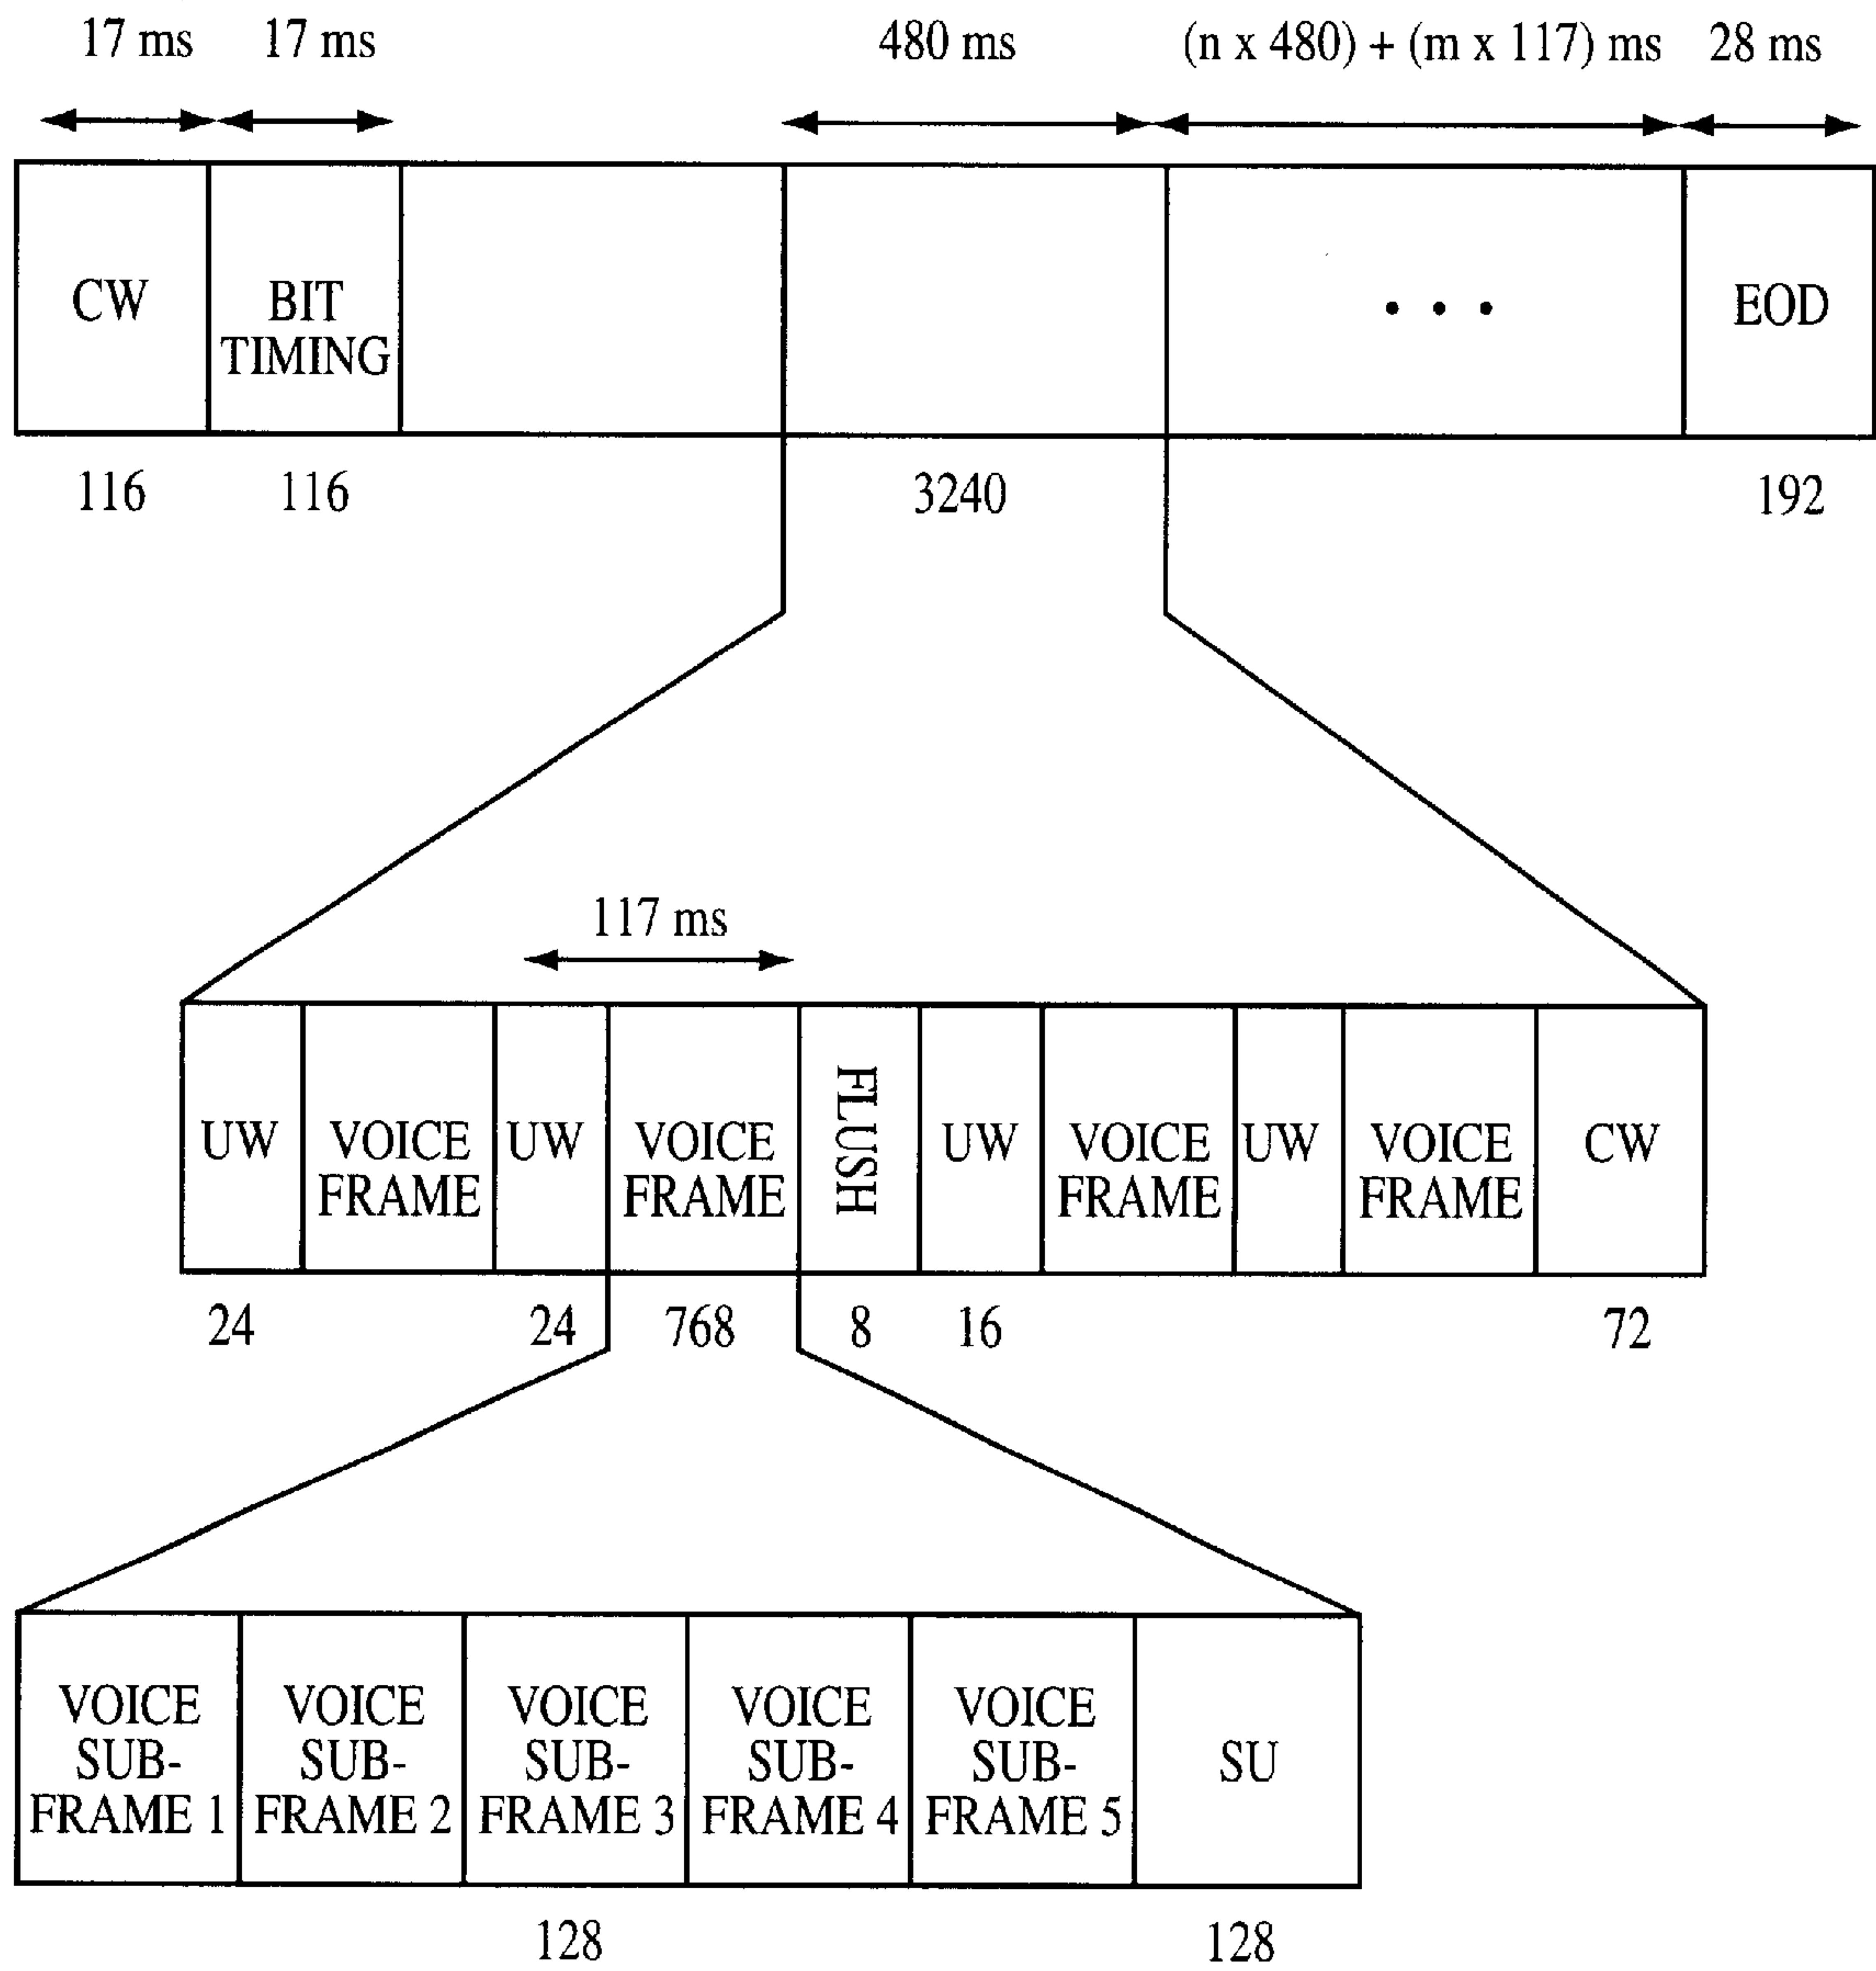 17 ms 17 ms 480 ms (n x 480) + (m x 117) ms 28 ms
CW BIT TIMING • • • EOD
116 116 3240 192
117 ms
UW VOICE FRAME UW VOICE FRAME FLUSH UW VOICE FRAME UW VOICE FRAME CW
24 24 768 8 16 72
VOICE SUB-FRAME 1 VOICE SUB-FRAME 2 VOICE SUB-FRAME 3 VOICE SUB-FRAME 4 VOICE SUB-FRAME 5 SU
128 128